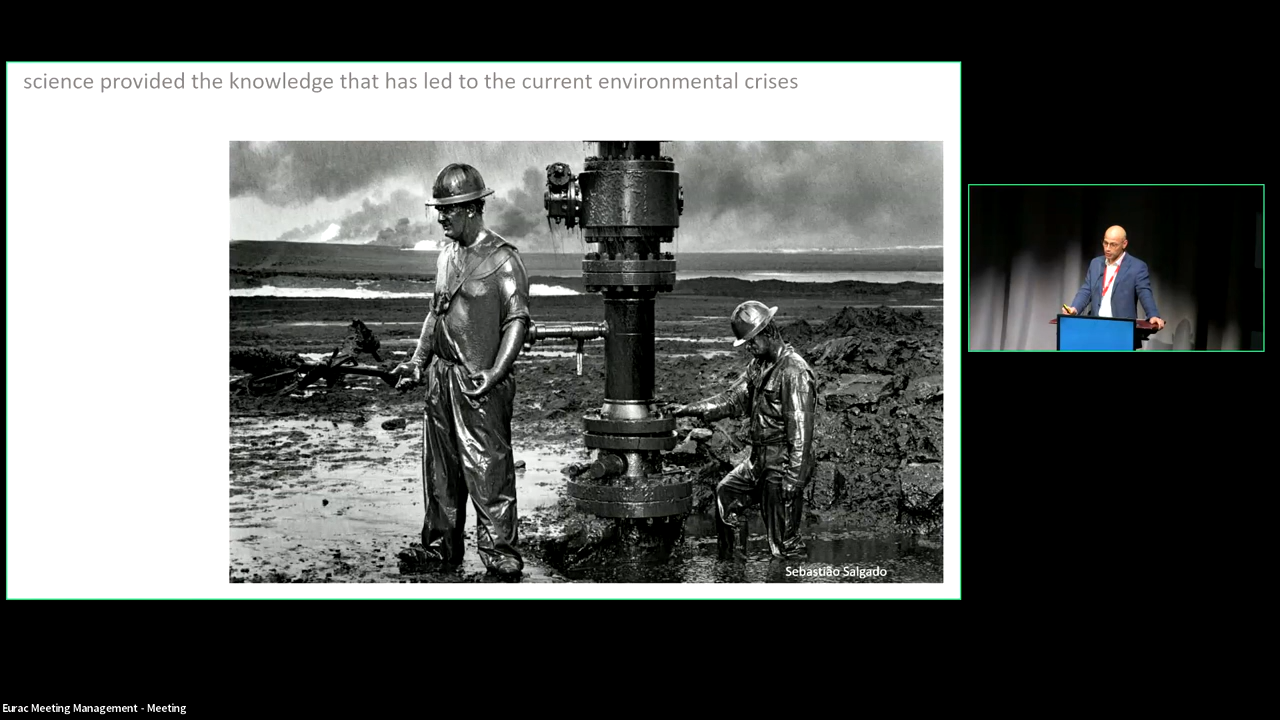 science provided the knowledge that has led to the current environmental crises
Sebastião Salgado
Eurac Meeting Management - Meeting